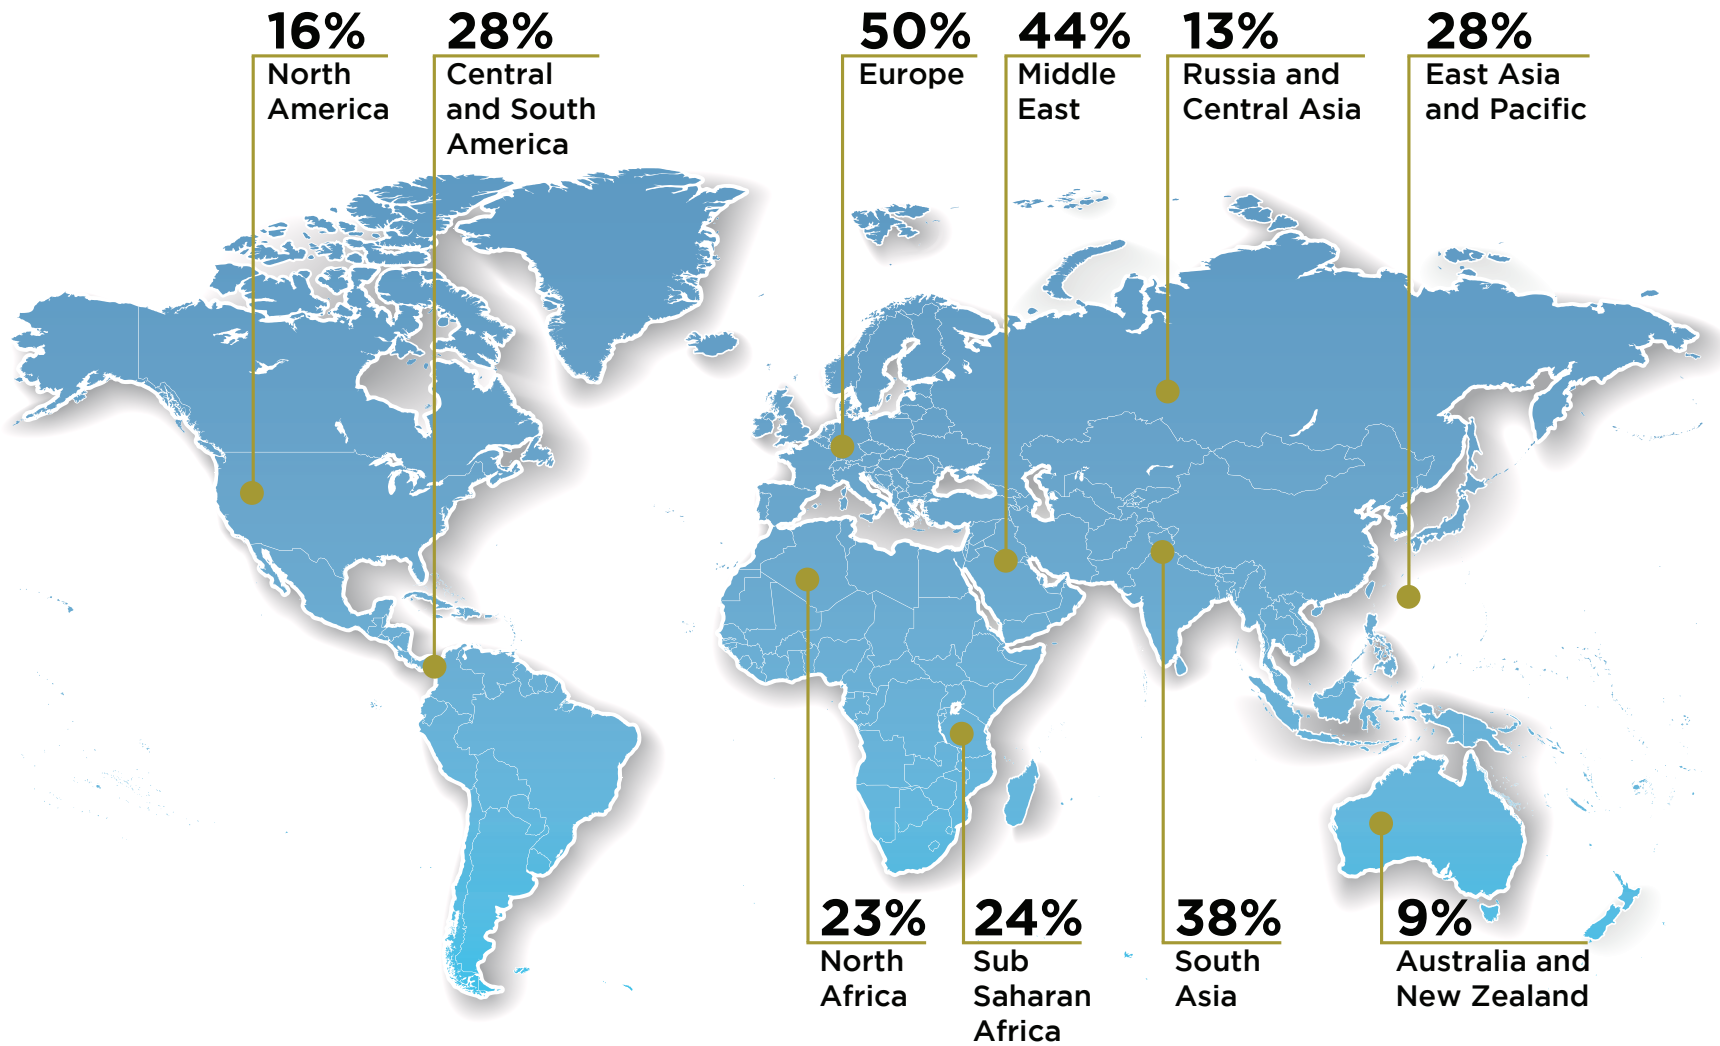 16%
North
America
28%
Central
and South
America
50%
Europe
44%
Middle
East
13%
Russia and
Central Asia
28%
East Asia
and Pacific
23%
North
Africa
24%
Sub
Saharan
Africa
38%
South
Asia
9%
Australia and
New Zealand